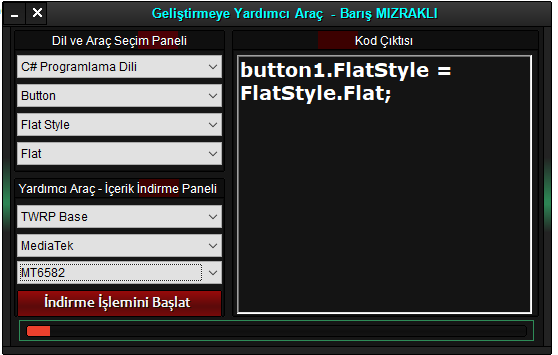 Geliştirmeye Yardımcı Araç - Barış MIZRAKLI
Dil ve Araç Seçim Paneli
C# Programlama Dili
Button
Flat Style
Flat
Yardımcı Araç - İçerik İndirme Paneli
TWRP Base
MediaTek
MT6582
İndirme İşlemini Başlat
Kod Çıktısı
button1.FlatStyle =
FlatStyle.Flat;